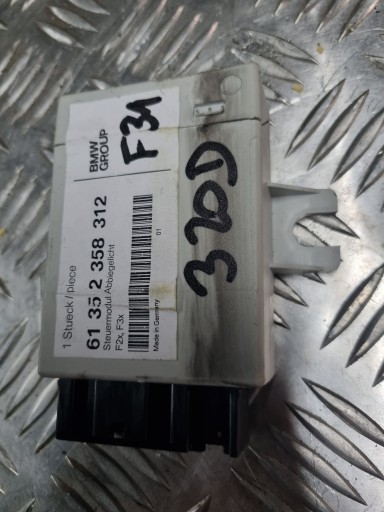 BMW
GROUP
F31
1 Stueck / piece
61 35 2 358 312
Steuermodul Abbiegelicht
F2x, F3x
01
Made in Germany
320D